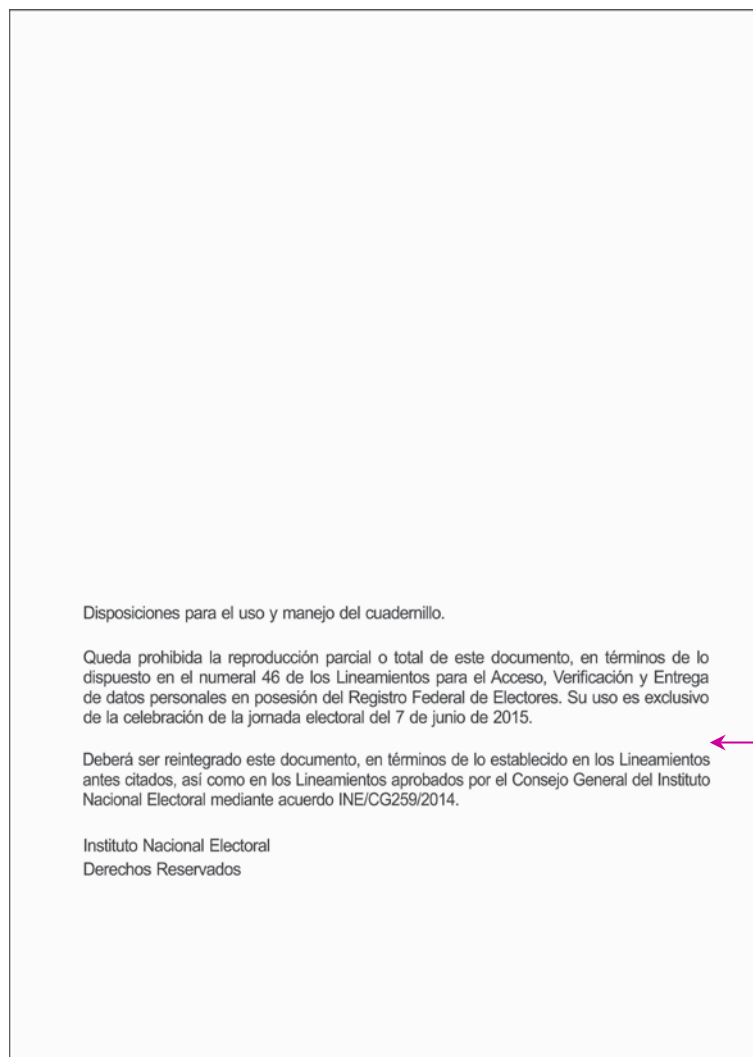 Disposiciones para el uso y manejo del cuadernillo.
Queda prohibida la reproducción parcial o total de este documento, en términos de lo
dispuesto en el numeral 46 de los Lineamientos para el Acceso, Verificación y Entrega
de datos personales en posesión del Registro Federal de Electores. Su uso es exclusivo
de la celebración de la jornada electoral del 7 de junio de 2015.
Deberá ser reintegrado este documento, en términos de lo establecido en los Lineamientos
antes citados, así como en los Lineamientos aprobados por el Consejo General del Instituto
Nacional Electoral mediante acuerdo INE/CG259/2014.
Instituto Nacional Electoral
Derechos Reservados